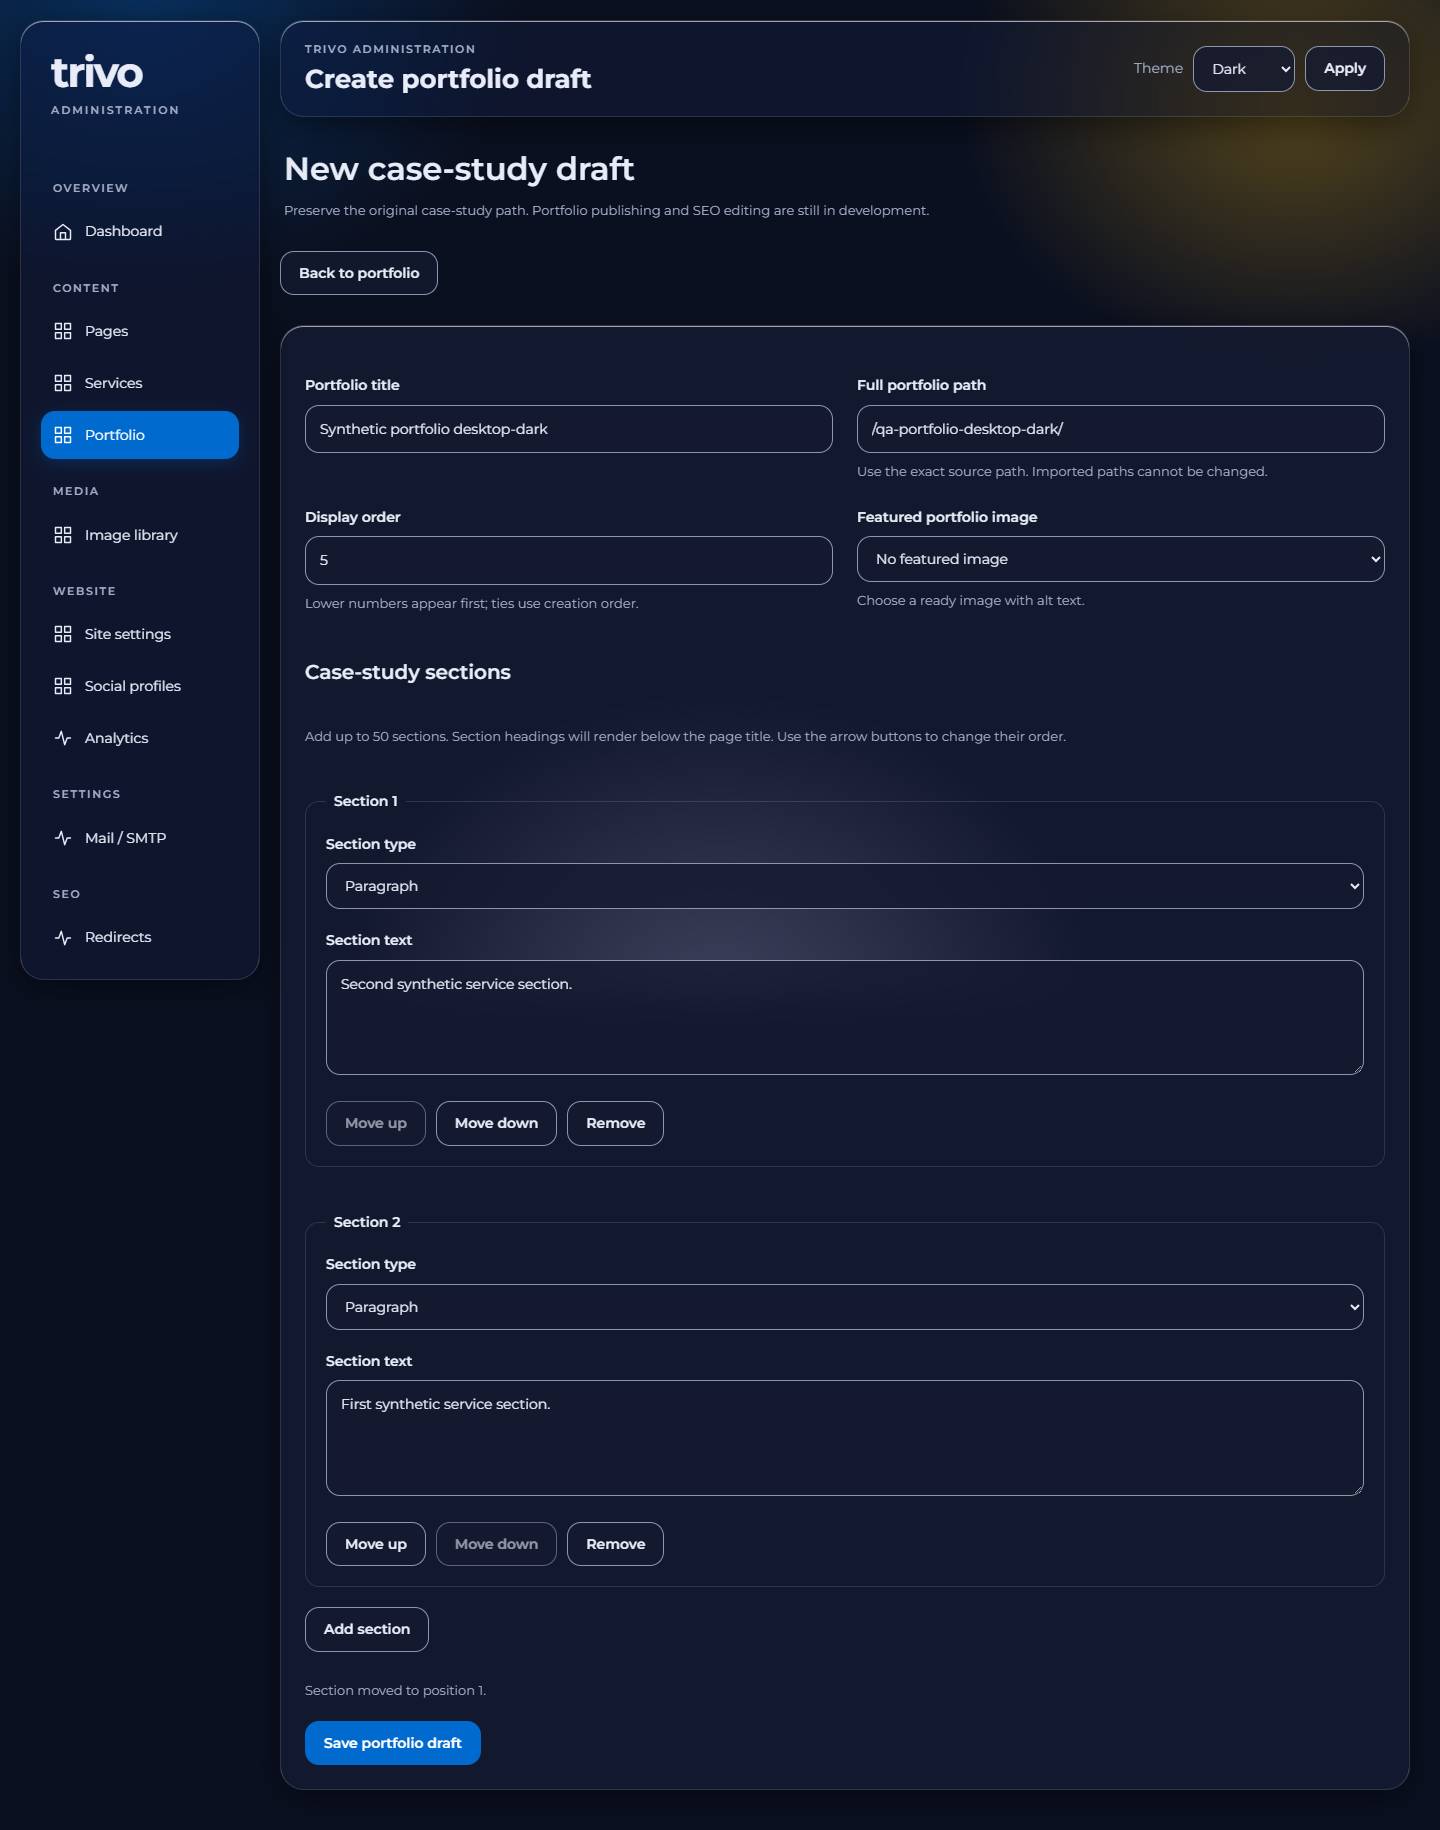 trivo
ADMINISTRATION
OVERVIEW
Dashboard
CONTENT
Pages
Services
Portfolio
MEDIA
Image library
WEBSITE
Site settings
Social profiles
Analytics
SETTINGS
Mail / SMTP
SEO
Redirects
TRIVO ADMINISTRATION
Create portfolio draft
Theme
Dark
Apply
New case-study draft
Preserve the original case-study path. Portfolio publishing and SEO editing are still in development.
Back to portfolio
Portfolio title
Synthetic portfolio desktop-dark
Full portfolio path
/qa-portfolio-desktop-dark/
Use the exact source path. Imported paths cannot be changed.
Display order
5
Lower numbers appear first; ties use creation order.
Featured portfolio image
No featured image
Choose a ready image with alt text.
Case-study sections
Add up to 50 sections. Section headings will render below the page title. Use the arrow buttons to change their order.
Section 1
Section type
Paragraph
Section text
Second synthetic service section.
Move up
Move down
Remove
Section 2
Section type
Paragraph
Section text
First synthetic service section.
Move up
Move down
Remove
Add section
Section moved to position 1.
Save portfolio draft